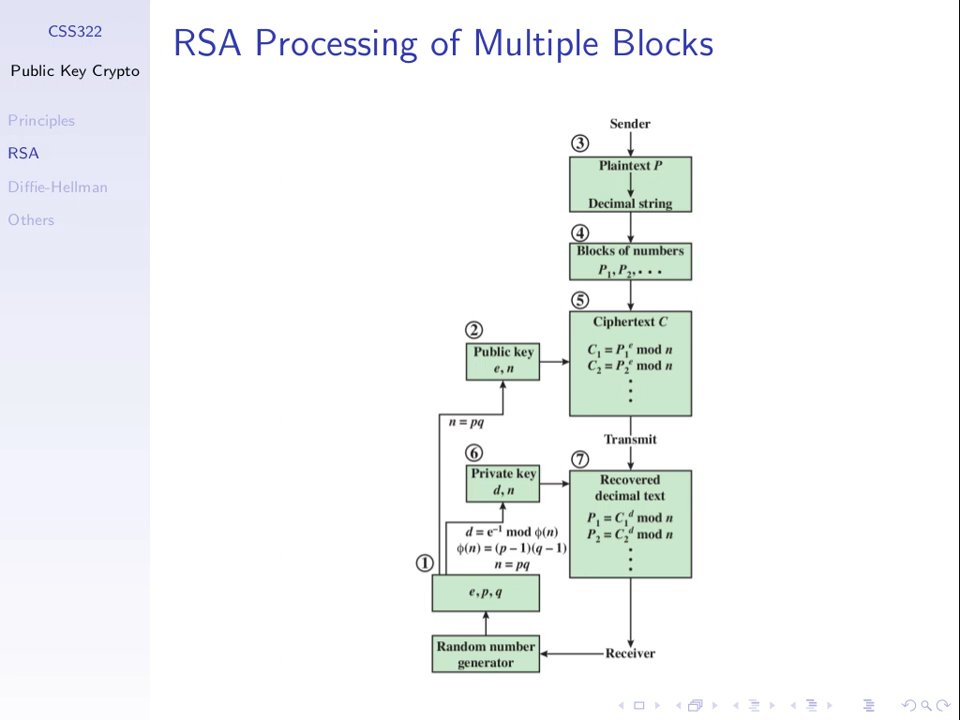 CSS322
Public Key Crypto
Principles
RSA
Diffie-Hellman
Others
RSA Processing of Multiple Blocks
Sender
3
Plaintext P
Decimal string
4
Blocks of numbers
P₁, P₂, . . .
5
Ciphertext C
C₁ = P₁ᵉ mod n
C₂ = P₂ᵉ mod n
2
Public key
e, n
n = pq
Transmit
6
Private key
d, n
7
Recovered
decimal text
P₁ = C₁ᵈ mod n
P₂ = C₂ᵈ mod n
d = e⁻¹ mod ϕ(n)
ϕ(n) = (p – 1)(q – 1)
n = pq
1
e, p, q
Random number
generator
Receiver